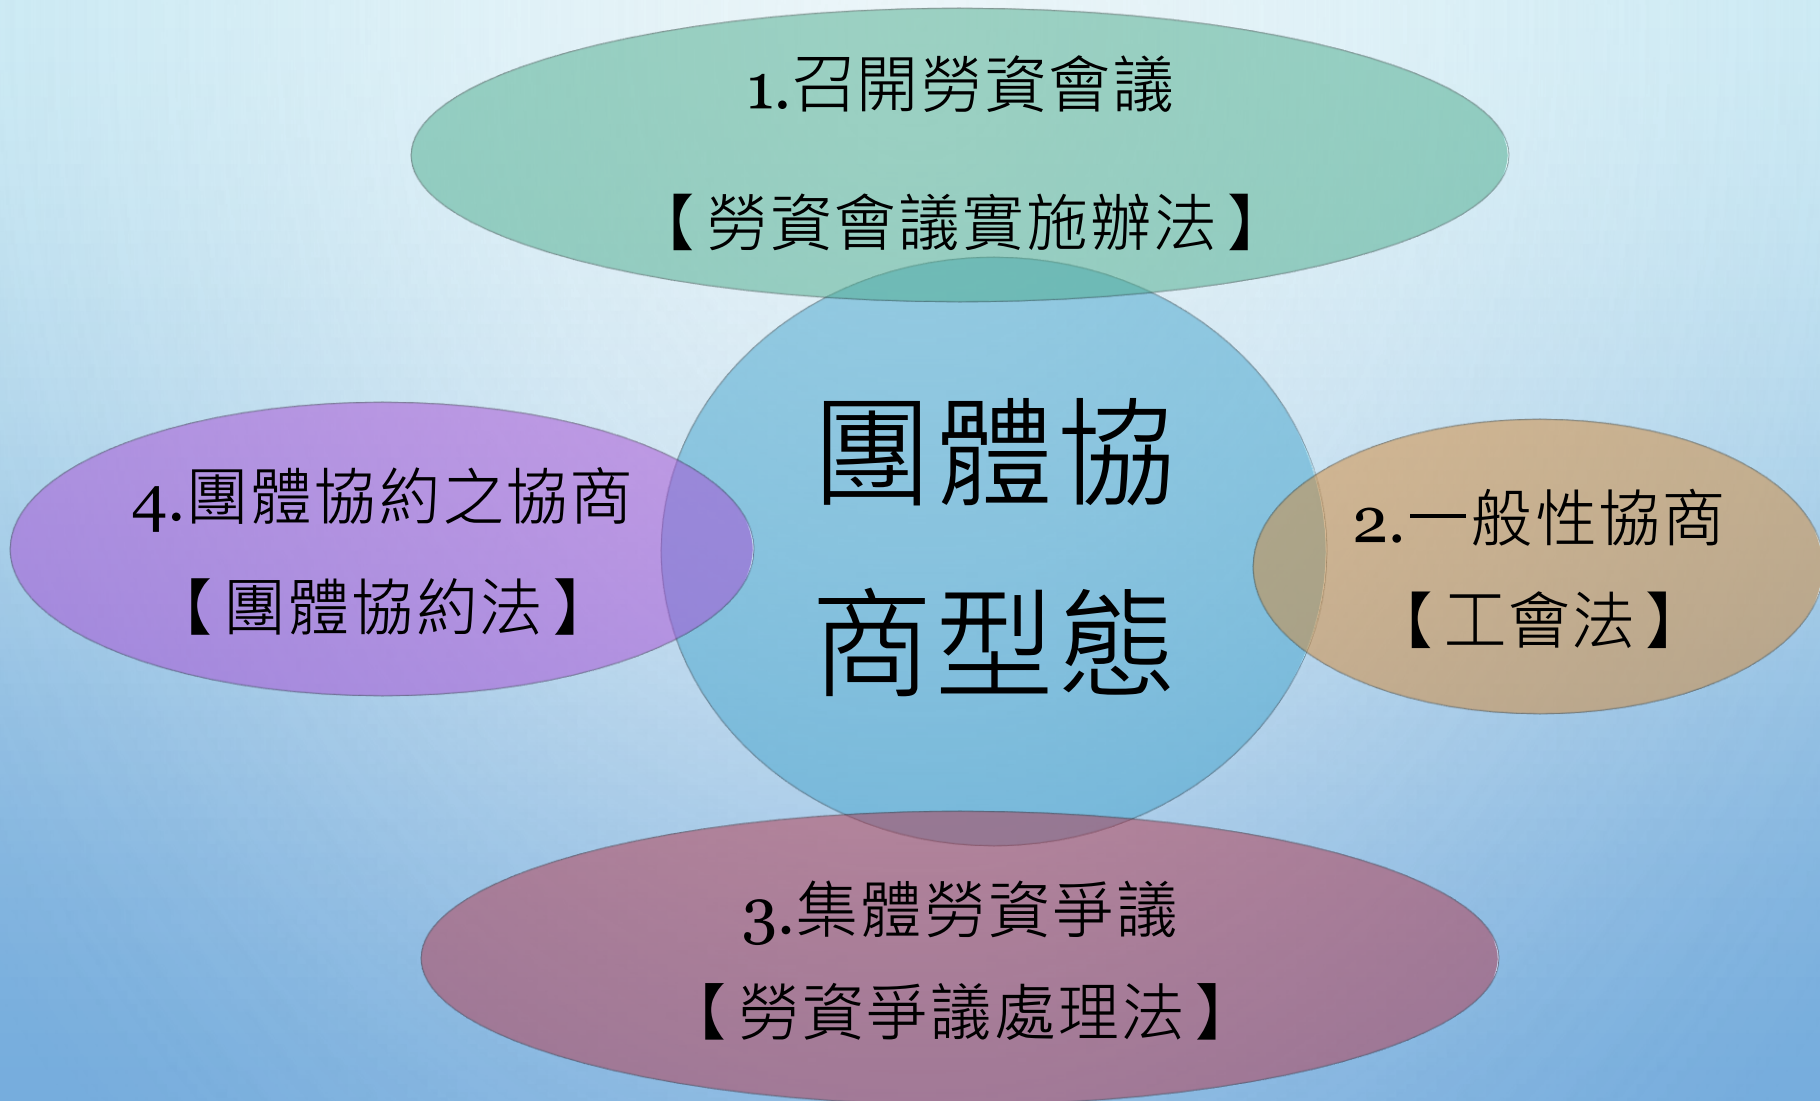 1.召開勞資會議
【勞資會議實施辦法】
團體協
商型態
4.團體協約之協商
【團體協約法】
2.一般性協商
【工會法】
3.集體勞資爭議
【勞資爭議處理法】